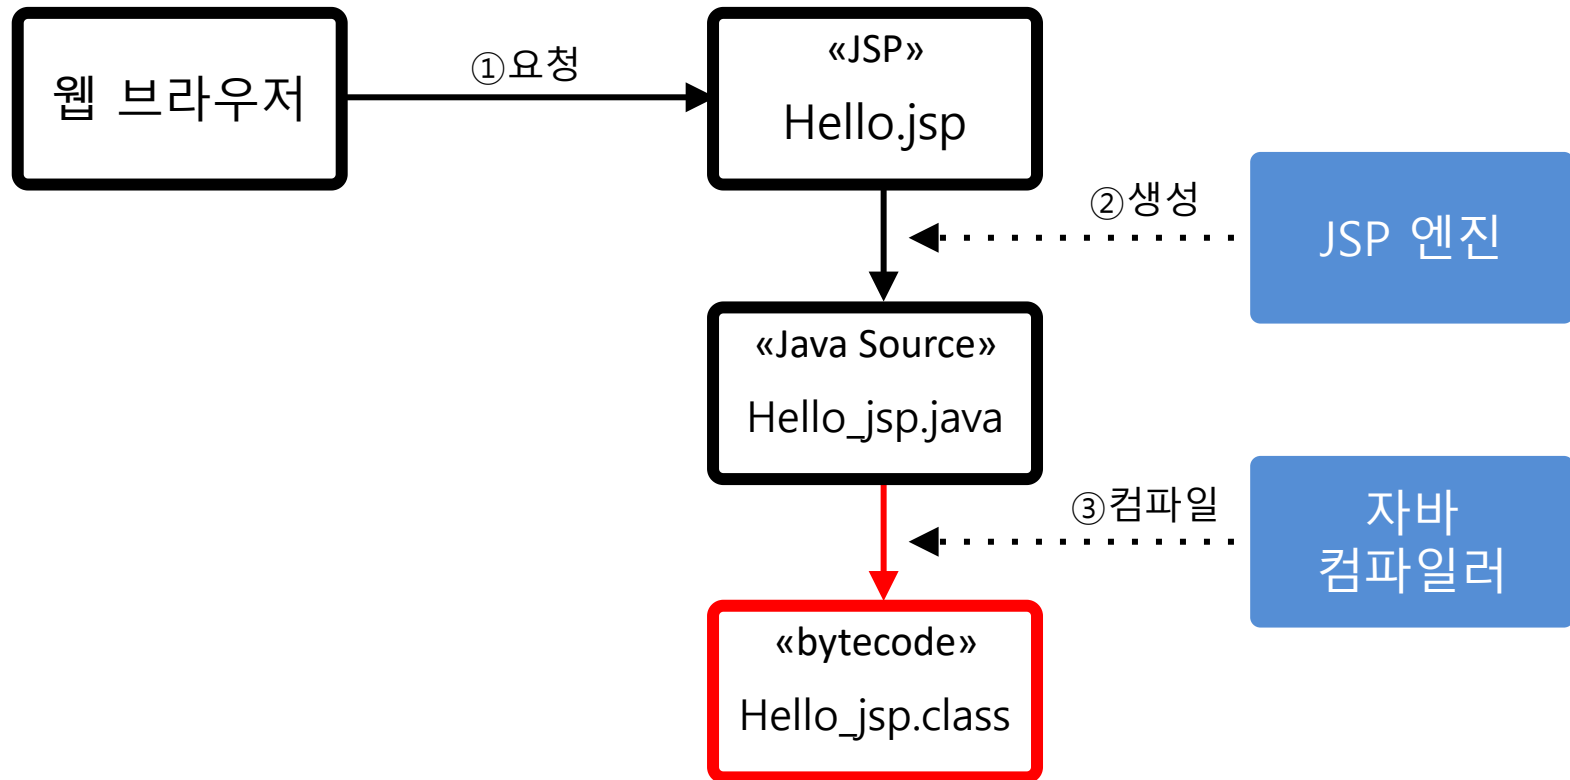 웹 브라우저
①요청
«JSP»
Hello.jsp
②생성
JSP 엔진
«Java Source»
Hello_jsp.java
③컴파일
자바
컴파일러
«bytecode»
Hello_jsp.class